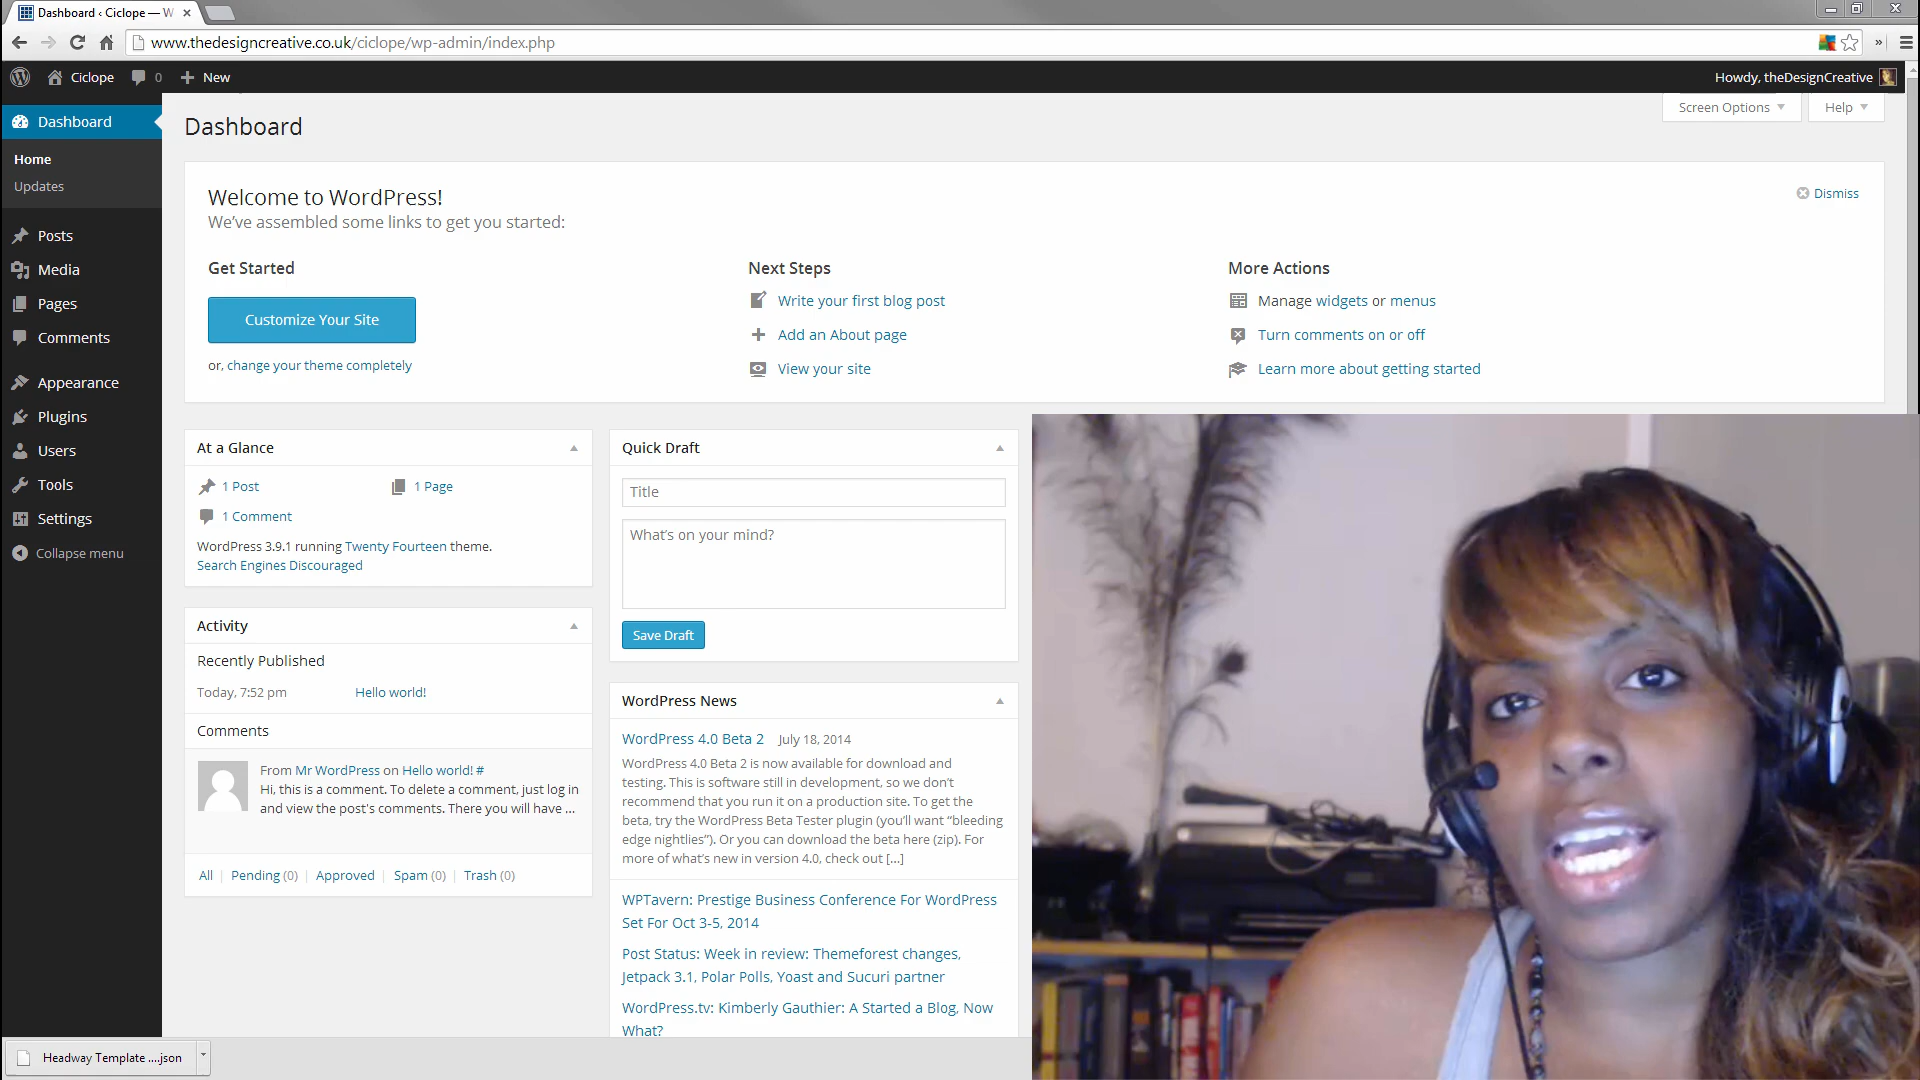 Dashboard ‹ Ciclope — W
www.thedesigncreative.co.uk/ciclope/wp-admin/index.php
Ciclope 0 New Howdy, theDesignCreative
Dashboard
Home
Updates
Posts
Media
Pages
Comments
Appearance
Plugins
Users
Tools
Settings
Collapse menu
Screen Options Help
Dashboard
Welcome to WordPress!
We’ve assembled some links to get you started:
Dismiss
Get Started
Customize Your Site
or, change your theme completely
Next Steps
Write your first blog post
Add an About page
View your site
More Actions
Manage widgets or menus
Turn comments on or off
Learn more about getting started
At a Glance
1 Post 1 Page
1 Comment
WordPress 3.9.1 running Twenty Fourteen theme.
Search Engines Discouraged
Activity
Recently Published
Today, 7:52 pm Hello world!
Comments
From Mr WordPress on Hello world! #
Hi, this is a comment. To delete a comment, just log in
and view the post's comments. There you will have ...
All | Pending (0) | Approved | Spam (0) | Trash (0)
Quick Draft
Title
What’s on your mind?
Save Draft
WordPress News
WordPress 4.0 Beta 2 July 18, 2014
WordPress 4.0 Beta 2 is now available for download and
testing. This is software still in development, so we don’t
recommend that you run it on a production site. To get the
beta, try the WordPress Beta Tester plugin (you’ll want “bleeding
edge nightlies”). Or you can download the beta here (zip). For
more of what’s new in version 4.0, check out [...]
WPTavern: Prestige Business Conference For WordPress
Set For Oct 3-5, 2014
Post Status: Week in review: Themeforest changes,
Jetpack 3.1, Polar Polls, Yoast and Sucuri partner
WordPress.tv: Kimberly Gauthier: A Started a Blog, Now
What?
Headway Template ....json